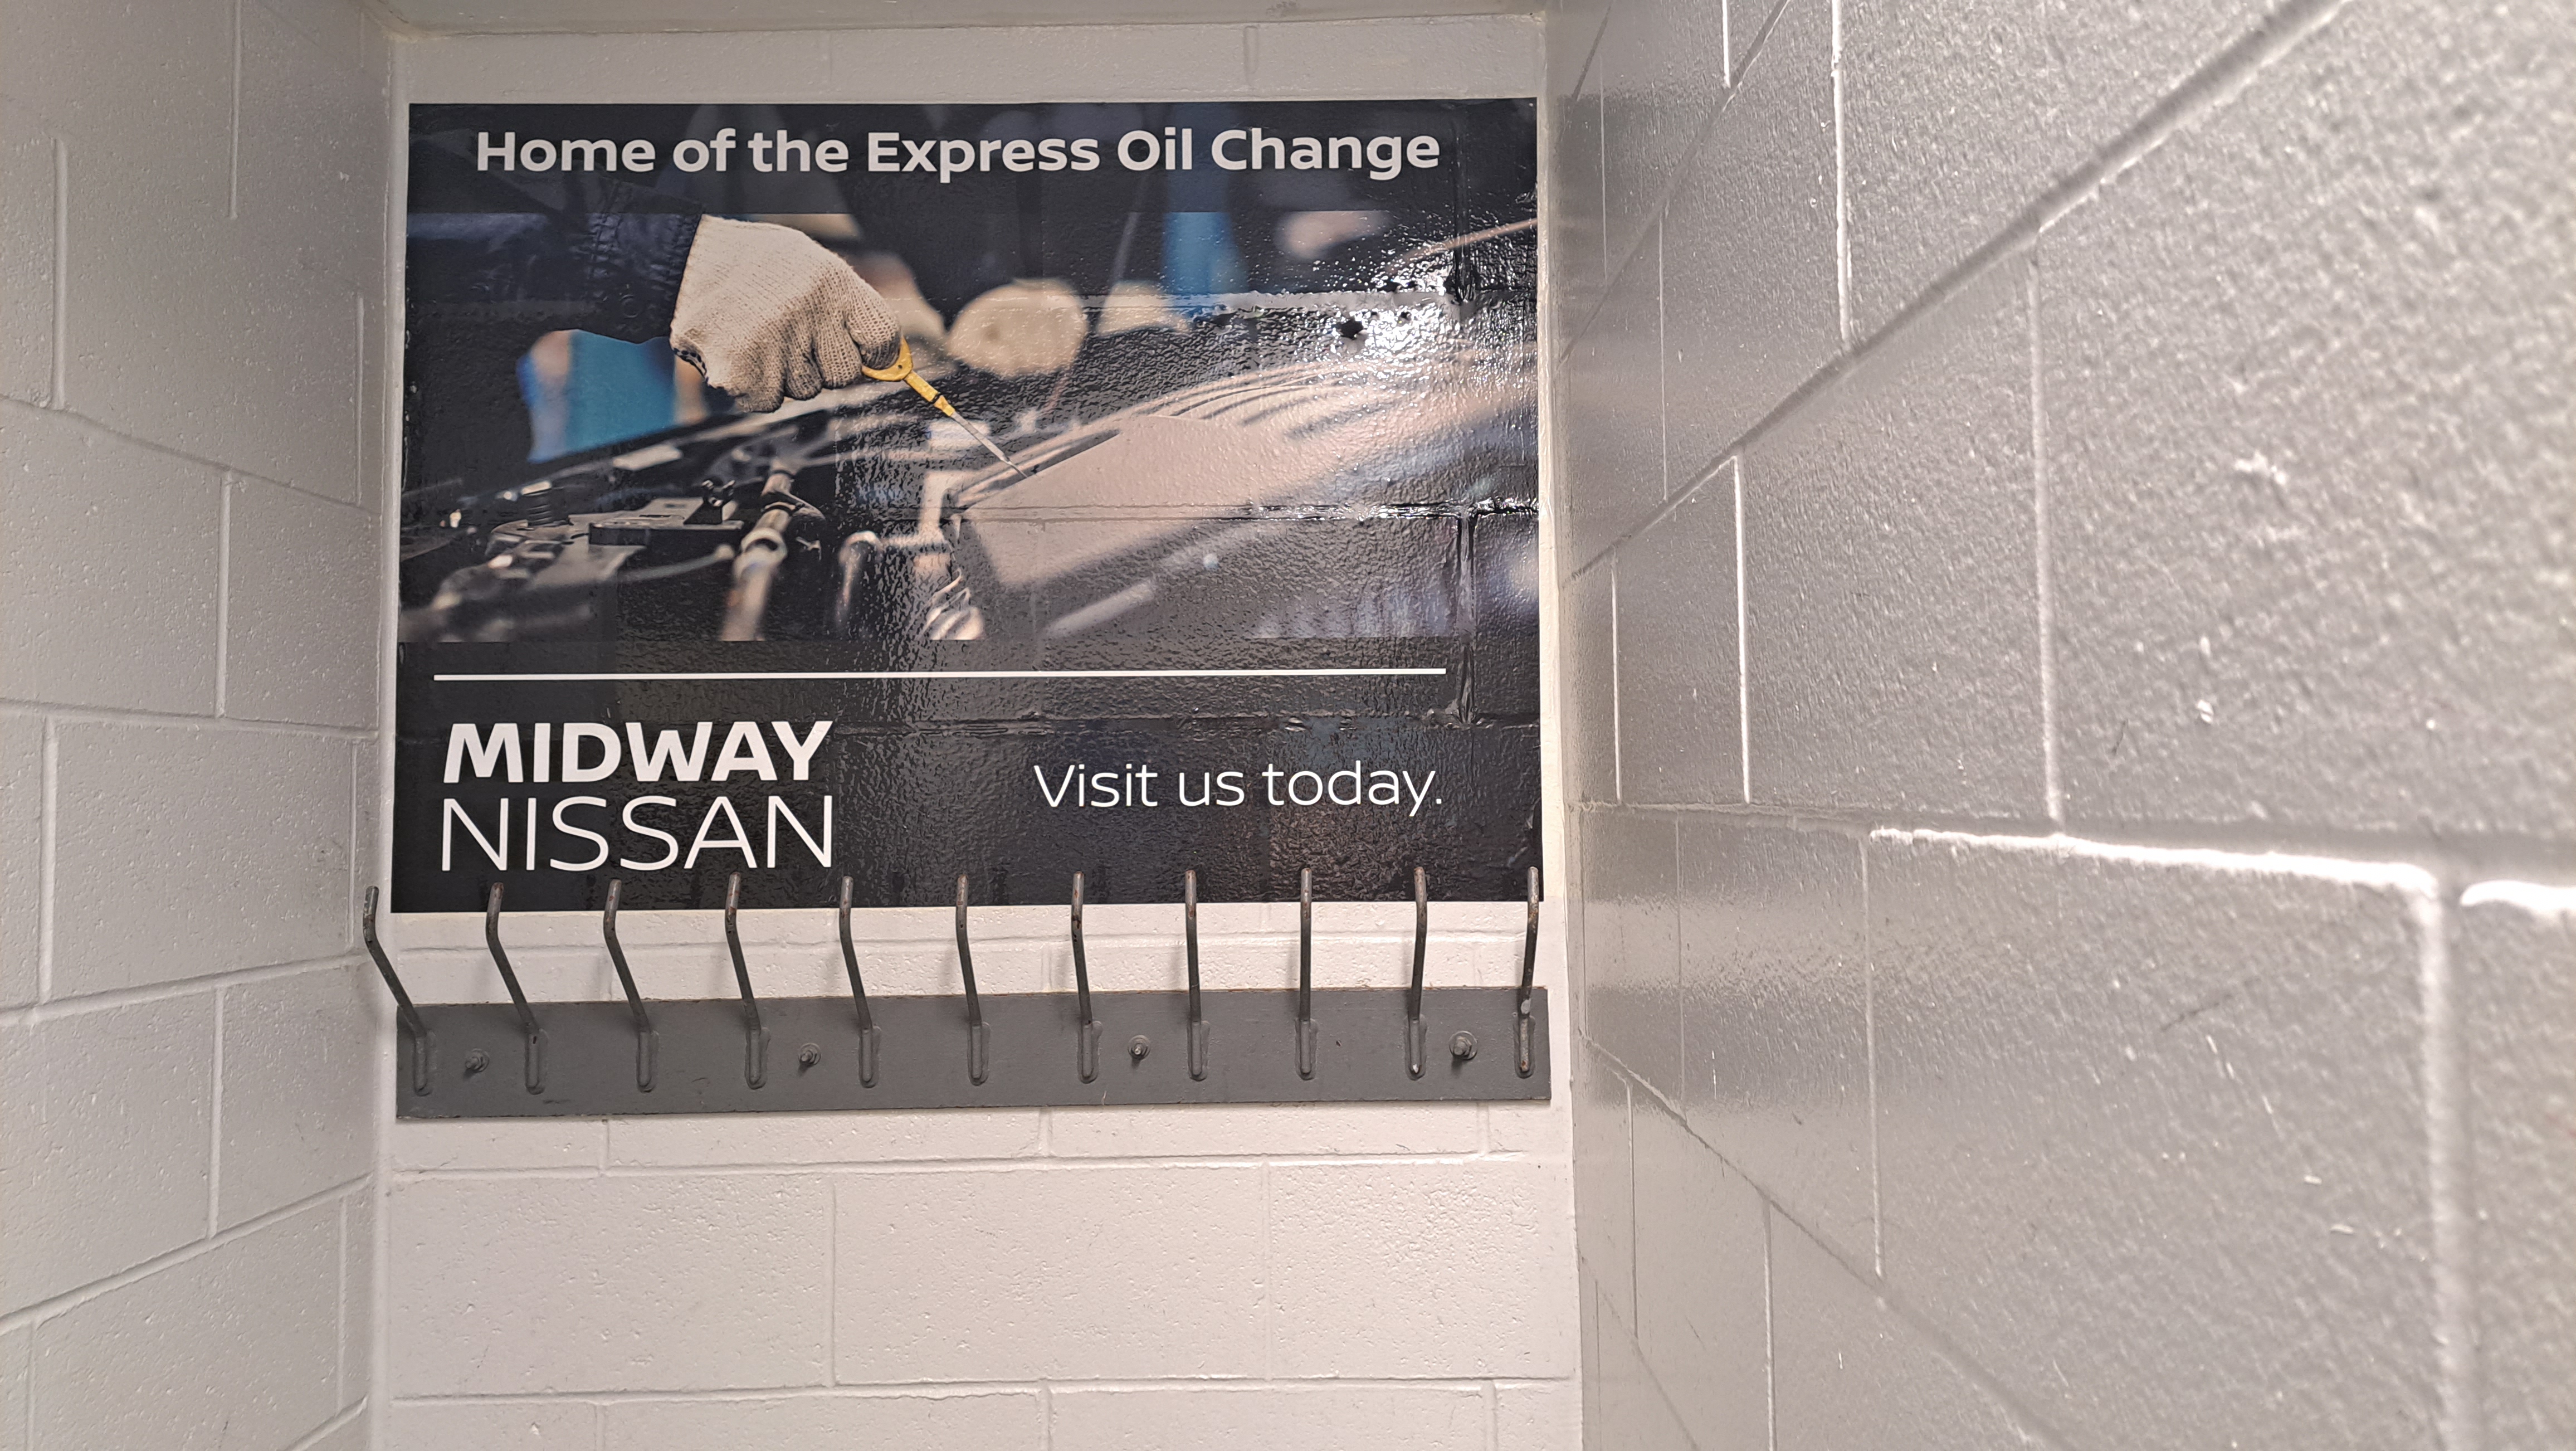 Home of the Express Oil Change
MIDWAY
NISSAN
Visit us today.